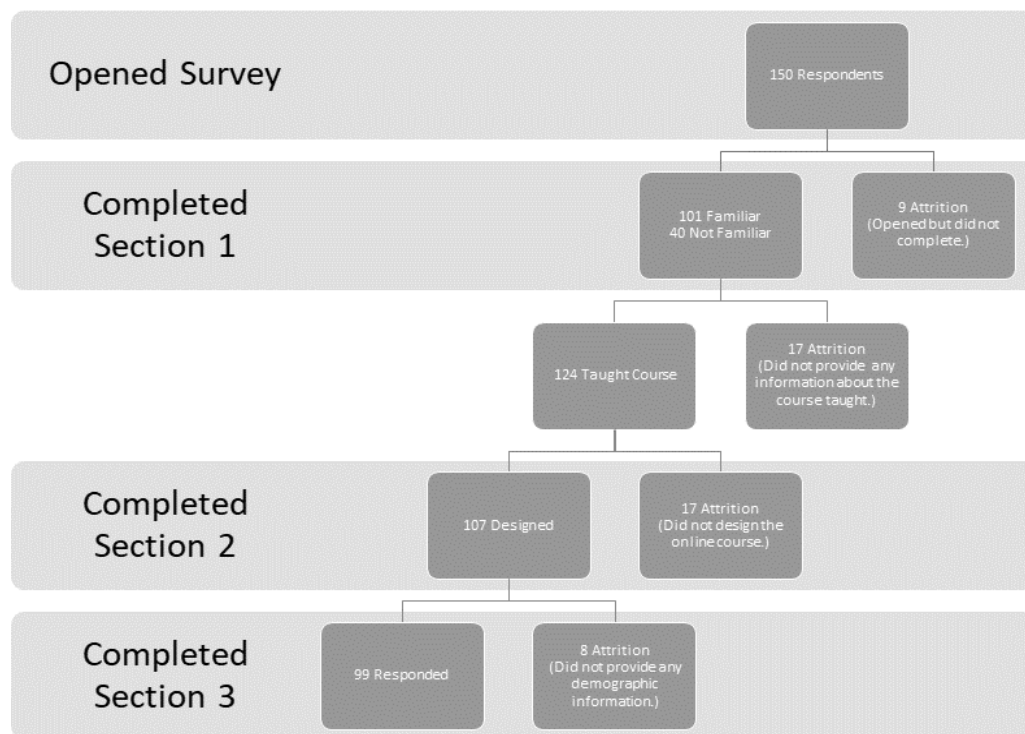 Opened Survey
150 Respondents
Completed
Section 1
101 Familiar
40 Not Familiar
9 Attrition
(Opened but did not
complete.)
124 Taught Course
17 Attrition
(Did not provide any
information about the
course taught.)
Completed
Section 2
107 Designed
17 Attrition
(Did not design the
online course.)
Completed
Section 3
99 Responded
8 Attrition
(Did not provide any
demographic
information.)